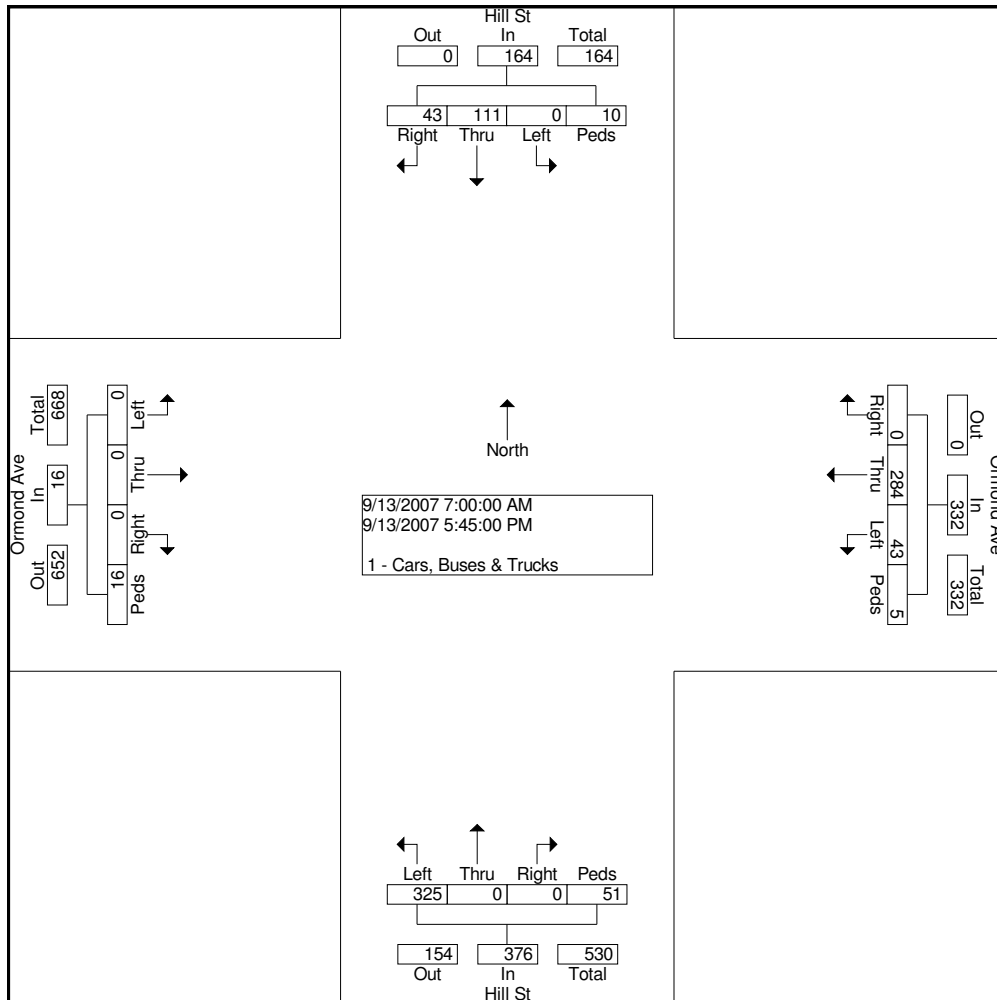 Hill St
Out In Total
0 164 164
43 111 0 10
Right Thru Left Peds
Ormond Ave
Total In Out
668 16 652
0 0 0 16
Left Thru Right Peds
North
9/13/2007 7:00:00 AM
9/13/2007 5:45:00 PM
1 - Cars, Buses & Trucks
Ormond Ave
Out In Total
0 332 332
0 284 43 5
Right Thru Left Peds
Left Thru Right Peds
325 0 0 51
154 376 530
Out In Total
Hill St